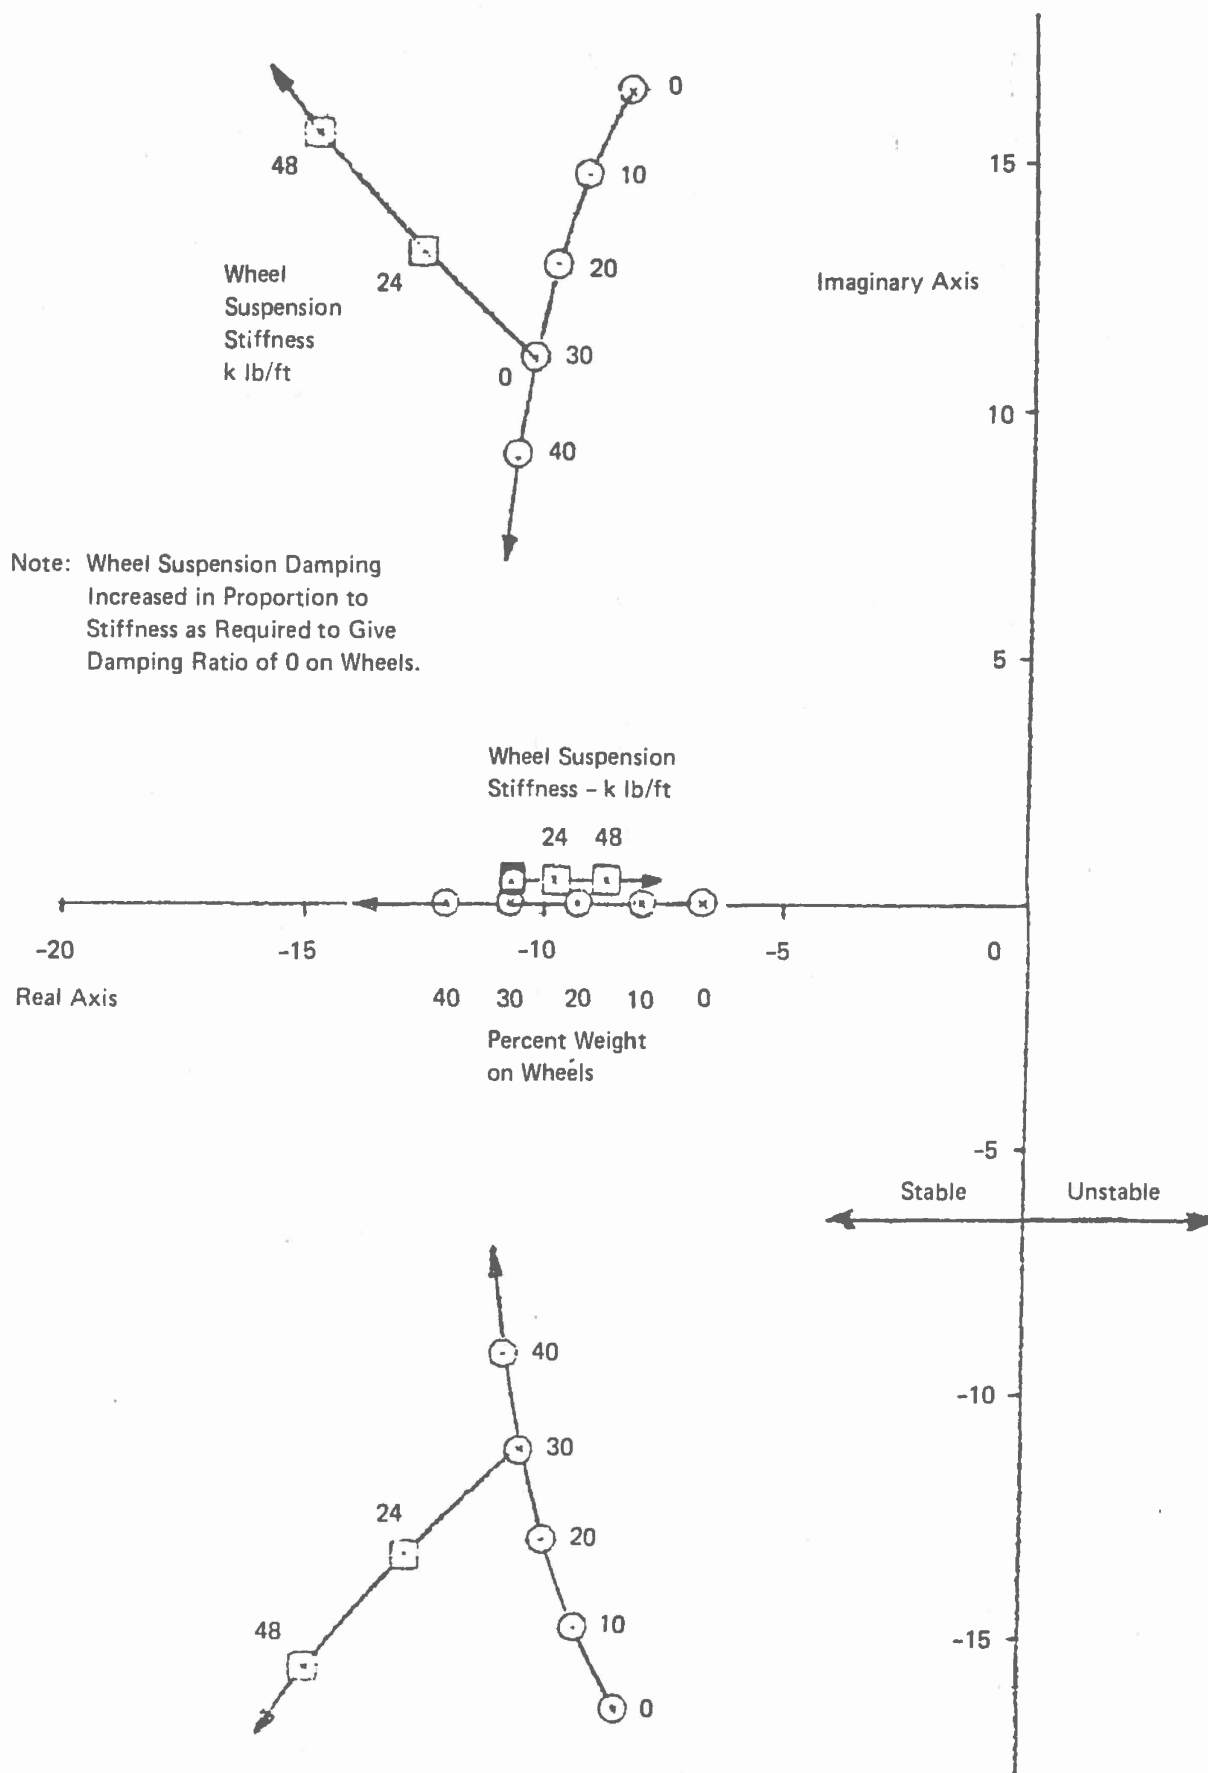 0
15
10
48
20
Wheel
Suspension
Stiffness
k lb/ft
24
Imaginary Axis
30
0
10
40
Note: Wheel Suspension Damping
Increased in Proportion to
Stiffness as Required to Give
Damping Ratio of 0 on Wheels.
5
Wheel Suspension
Stiffness – k lb/ft
24 48
-20 -15 -10 -5 0
Real Axis
40 30 20 10 0
Percent Weight
on Wheels
-5
Stable Unstable
40
-10
30
24
20
10
48
-15
0